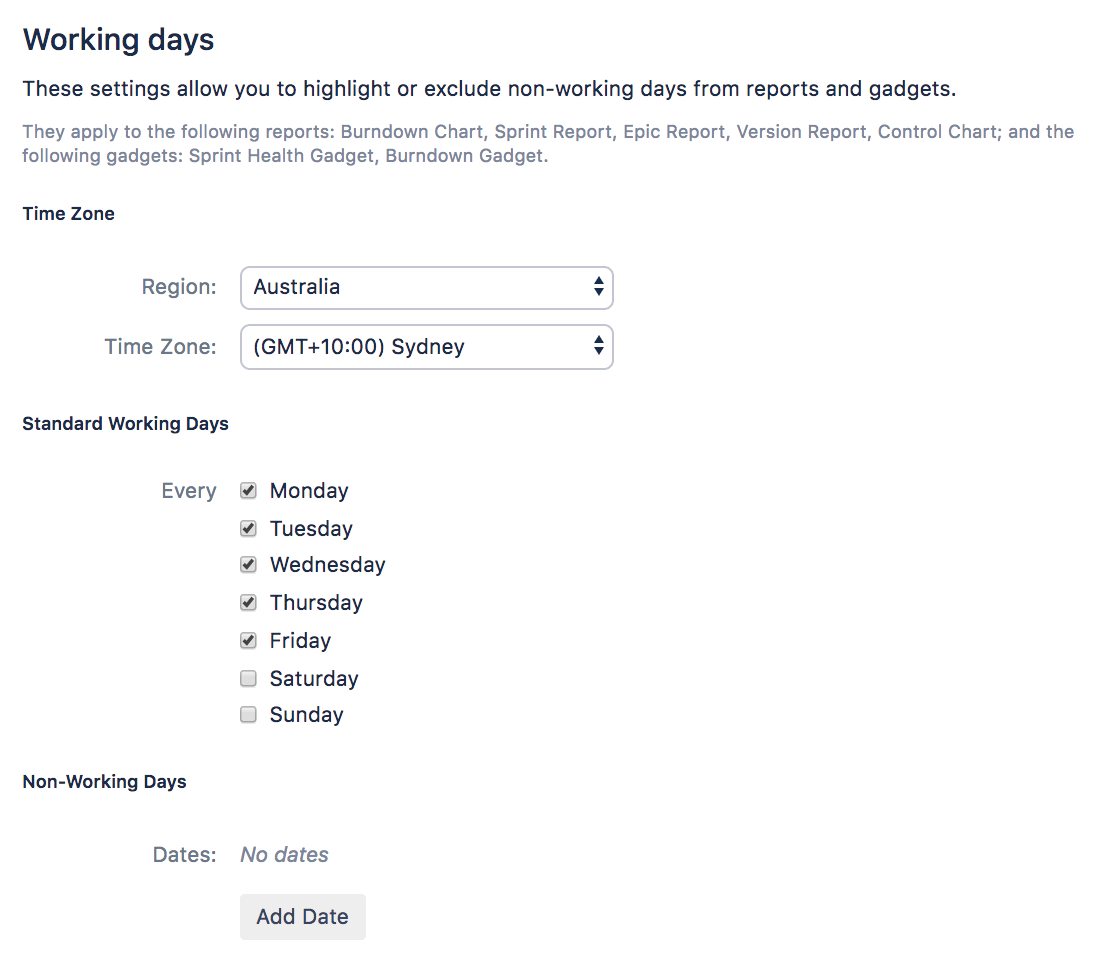 Working days
These settings allow you to highlight or exclude non-working days from reports and gadgets.
They apply to the following reports: Burndown Chart, Sprint Report, Epic Report, Version Report, Control Chart; and the
following gadgets: Sprint Health Gadget, Burndown Gadget.
Time Zone
Region: Australia
Time Zone: (GMT+10:00) Sydney
Standard Working Days
Every Monday
Tuesday
Wednesday
Thursday
Friday
Saturday
Sunday
Non-Working Days
Dates: No dates
Add Date